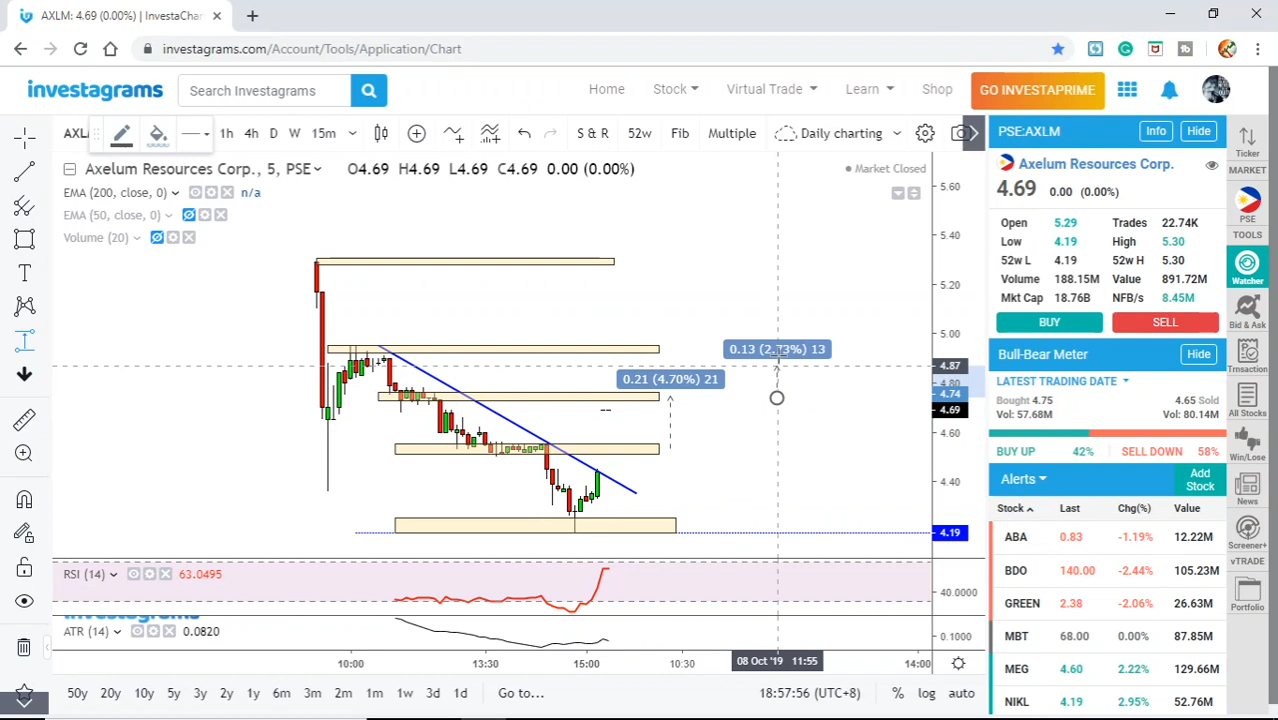 AXLM: 4.69 (0.00%) | InvestaChar
investagrams.com/Account/Tools/Application/Chart
investagrams
Search Investagrams
Home
Stock
Virtual Trade
Learn
Shop
GO INVESTAPRIME
AXL
1h 4h D W 15m
S & R
52w
Fib
Multiple
Daily charting
Axelum Resources Corp., 5, PSE
O4.69 H4.69 L4.69 C4.69 0.00 (0.00%)
Market Closed
EMA (200, close, 0)
n/a
EMA (50, close, 0)
Volume (20)
5.60
5.40
5.20
5.00
4.87
4.80
4.74
4.69
4.60
4.40
4.19
0.13 (2.73%) 13
0.21 (4.70%) 21
RSI (14)
63.0495
40.0000
ATR (14)
0.0820
0.1000
10:00
13:30
15:00
10:30
08 Oct '19 11:55
14:00
50y 20y 10y 5y 3y 2y 1y 6m 3m 2m 1m 1w 3d 1d
Go to...
18:57:56 (UTC+8)
% log auto
PSE:AXLM
Info
Hide
Axelum Resources Corp.
4.69 0.00 (0.00%)
Open 5.29 Trades 22.74K
Low 4.19 High 5.30
52w L 4.19 52w H 5.30
Volume 188.15M Value 891.72M
Mkt Cap 18.76B NFB/s 8.45M
BUY
SELL
Bull-Bear Meter
Hide
LATEST TRADING DATE
Bought 4.75 4.65 Sold
Vol: 57.68M Vol: 80.14M
BUY UP 42% SELL DOWN 58%
Alerts
Add
Stock
Stock Last Chg(%) Value
ABA 0.83 -1.19% 12.22M
BDO 140.00 -2.44% 105.23M
GREEN 2.38 -2.06% 26.63M
MBT 68.00 0.00% 87.85M
MEG 4.60 2.22% 129.66M
NIKL 4.19 2.95% 52.76M
Ticker
MARKET
PSE
TOOLS
Watcher
Bid & Ask
Trnsaction
All Stocks
Win/Lose
News
Screener+
vTRADE
Portfolio